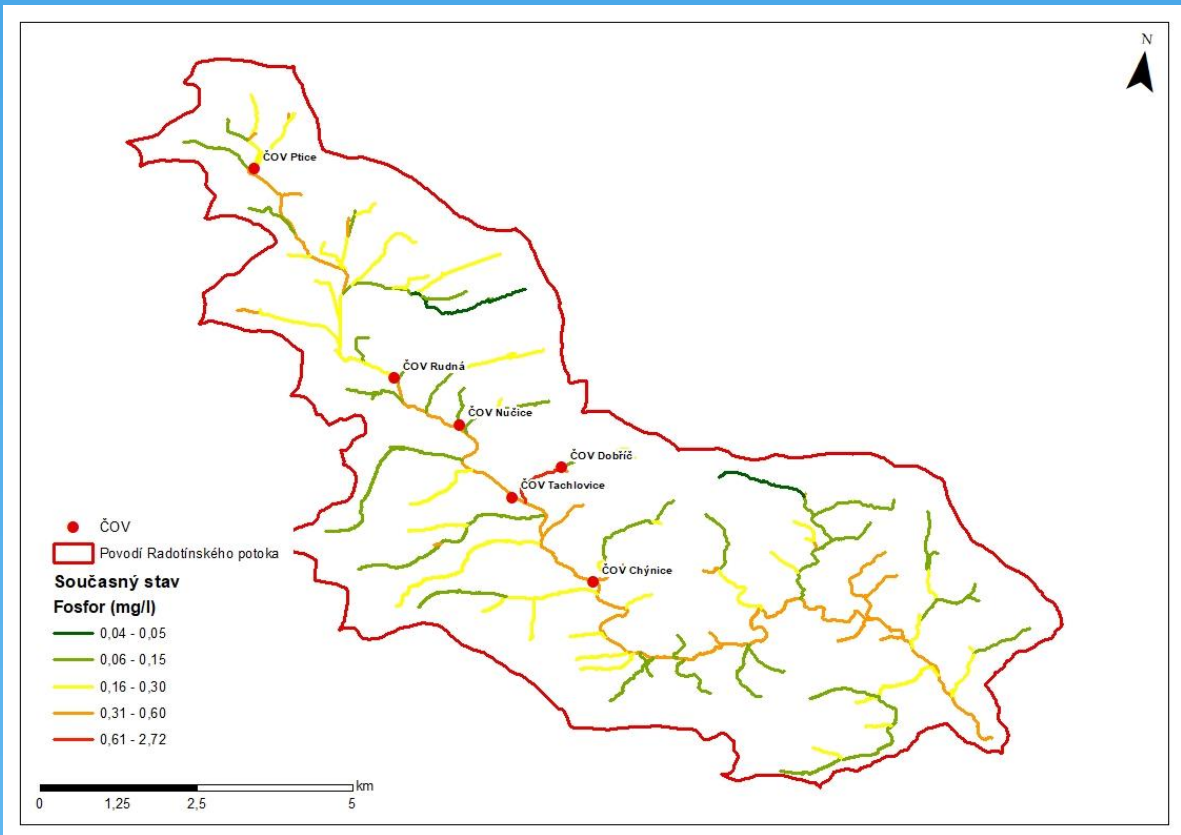 N
ČOV Ptice
ČOV Rudná
ČOV Nučice
ČOV Dobříč
ČOV Tachlovice
ČOV Chýnice
ČOV
Povodí Radotínského potoka
Současný stav
Fosfor (mg/l)
0,04 - 0,05
0,06 - 0,15
0,16 - 0,30
0,31 - 0,60
0,61 - 2,72
km
0 1,25 2,5 5